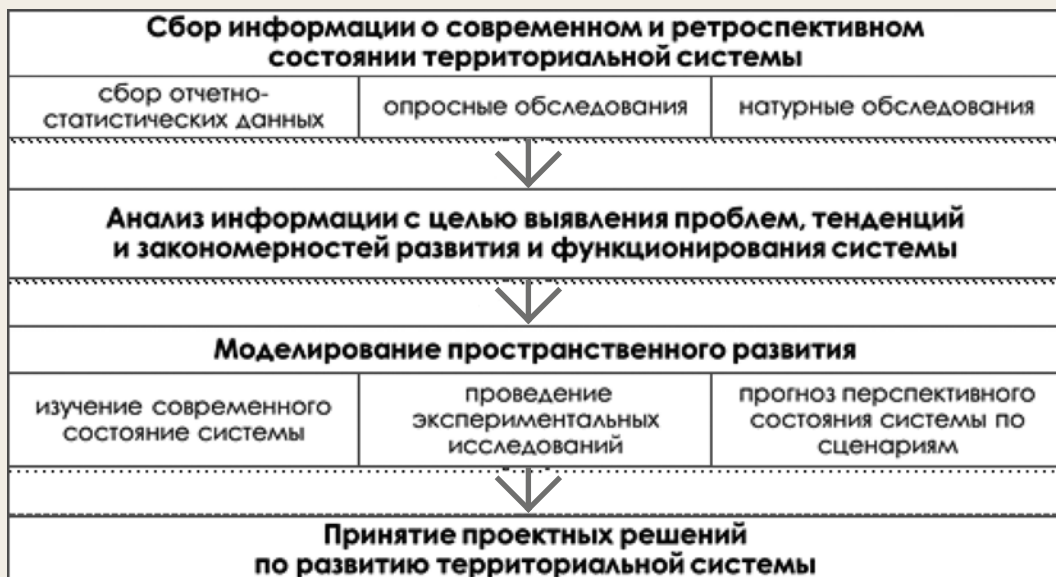 Сбор информации о современном и ретроспективном
состоянии территориальной системы
сбор отчетно-
статистических данных
опросные обследования
натурные обследования
Анализ информации с целью выявления проблем, тенденций
и закономерностей развития и функционирования системы
Моделирование пространственного развития
изучение современного
состояние системы
проведение
экспериментальных
исследований
прогноз перспективного
состояния системы по
сценариям
Принятие проектных решений
по развитию территориальной системы